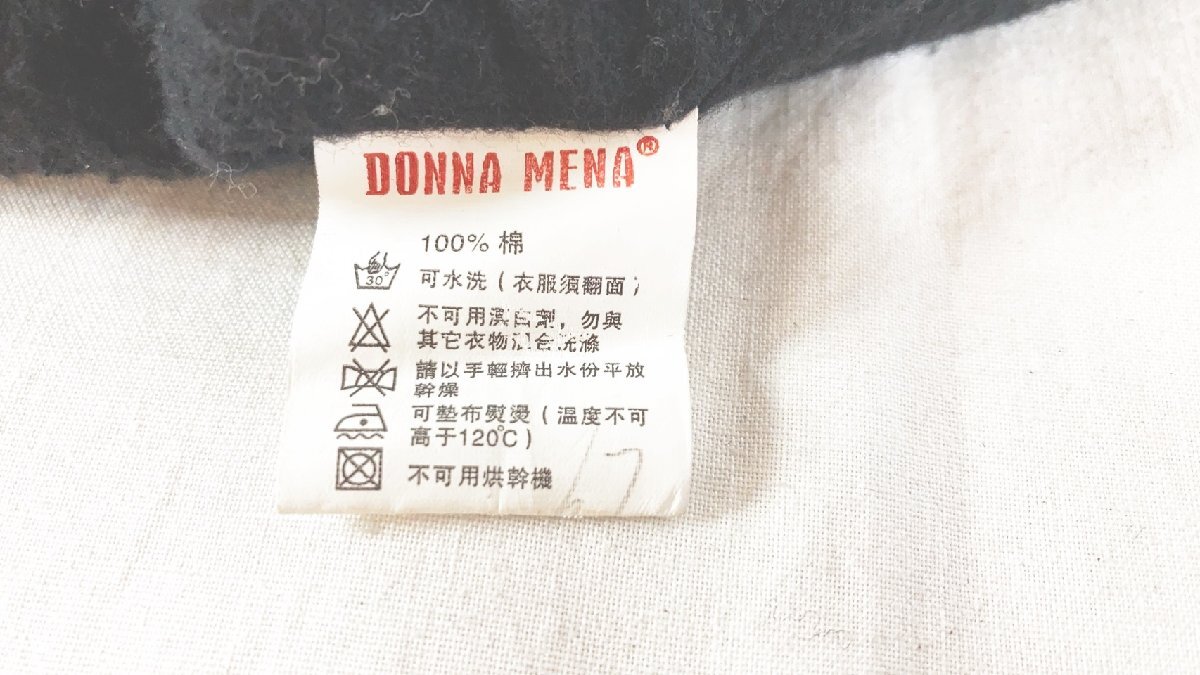 DONNA MENA®
100% 棉
30°
可水洗 ( 衣服須翻面 )
不可用漂白劑，勿與
其它衣物混合洗滌
請以手輕擠出水份平放
幹燥
可墊布熨燙 ( 溫度不可
高于120℃ )
不可用烘幹機